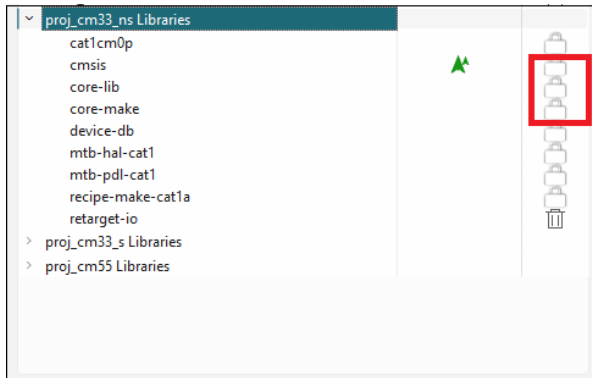 proj_cm33_ns Libraries
cat1cm0p
cmsis
core-lib
core-make
device-db
mtb-hal-cat1
mtb-pdl-cat1
recipe-make-cat1a
retarget-io
proj_cm33_s Libraries
proj_cm55 Libraries